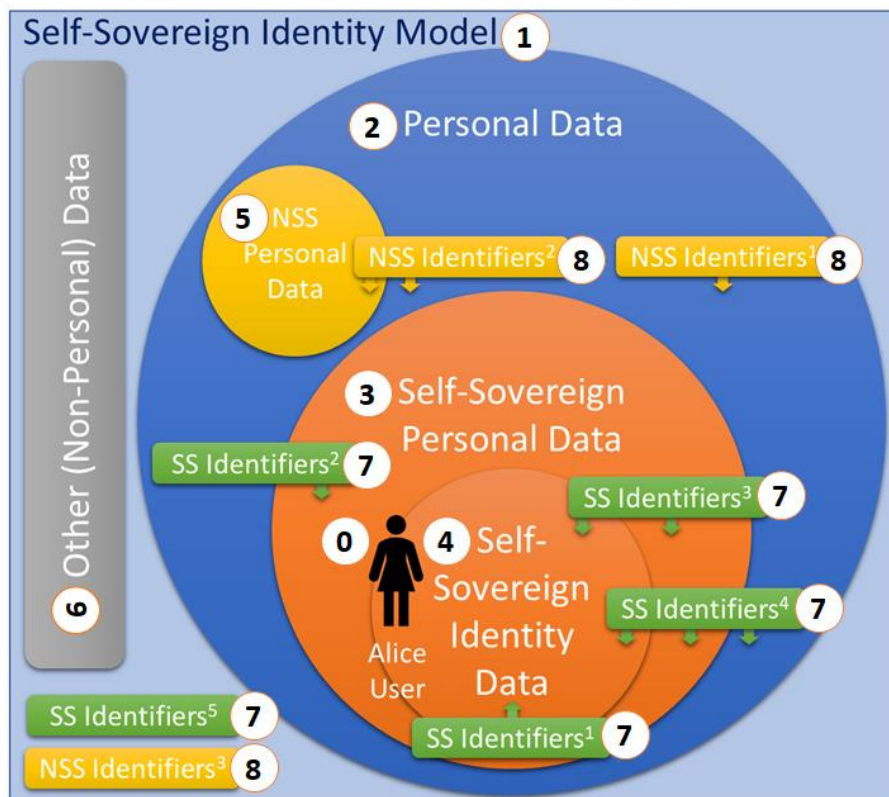 Self-Sovereign Identity Model 1
2 Personal Data
5 NSS
Personal
Data
NSS Identifiers² 8
NSS Identifiers¹ 8
6 Other (Non-Personal) Data
3 Self-Sovereign
Personal Data
SS Identifiers² 7
SS Identifiers³ 7
0
4 Self-
Sovereign
Identity
Data
Alice
User
SS Identifiers⁴ 7
SS Identifiers¹ 7
SS Identifiers⁵ 7
NSS Identifiers³ 8